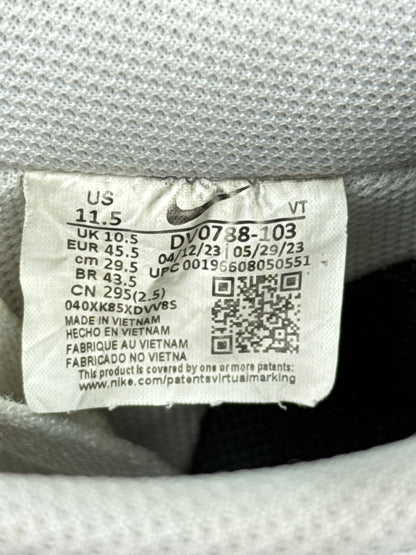 US
11.5
VT
UK 10.5
DV0788-103
EUR 45.5
04/12/23 | 05/29/23
cm 29.5
UPC 00196608050551
BR 43.5
CN 295(2.5)
040XK85XDVV8S
MADE IN VIETNAM
HECHO EN VIETNAM
FABRIQUE AU VIETNAM
FABRICADO NO VIETNA
This product is covered by one or more patents:
www.nike.com/patentsvirtualmarking